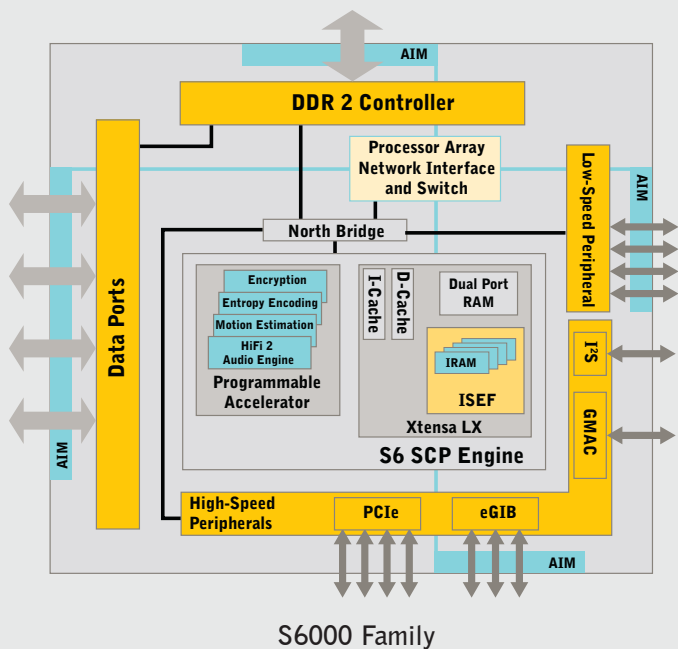 AIM
DDR 2 Controller
Processor Array
Network Interface
and Switch
Low-Speed Peripheral
AIM
North Bridge
Data Ports
AIM
Encryption
Entropy Encoding
Motion Estimation
HiFi 2
Audio Engine
Programmable
Accelerator
I-Cache
D-Cache
Dual Port
RAM
IRAM
ISEF
Xtensa LX
S6 SCP Engine
I²S
GMAC
High-Speed
Peripherals
PCIe
eGIB
AIM
S6000 Family